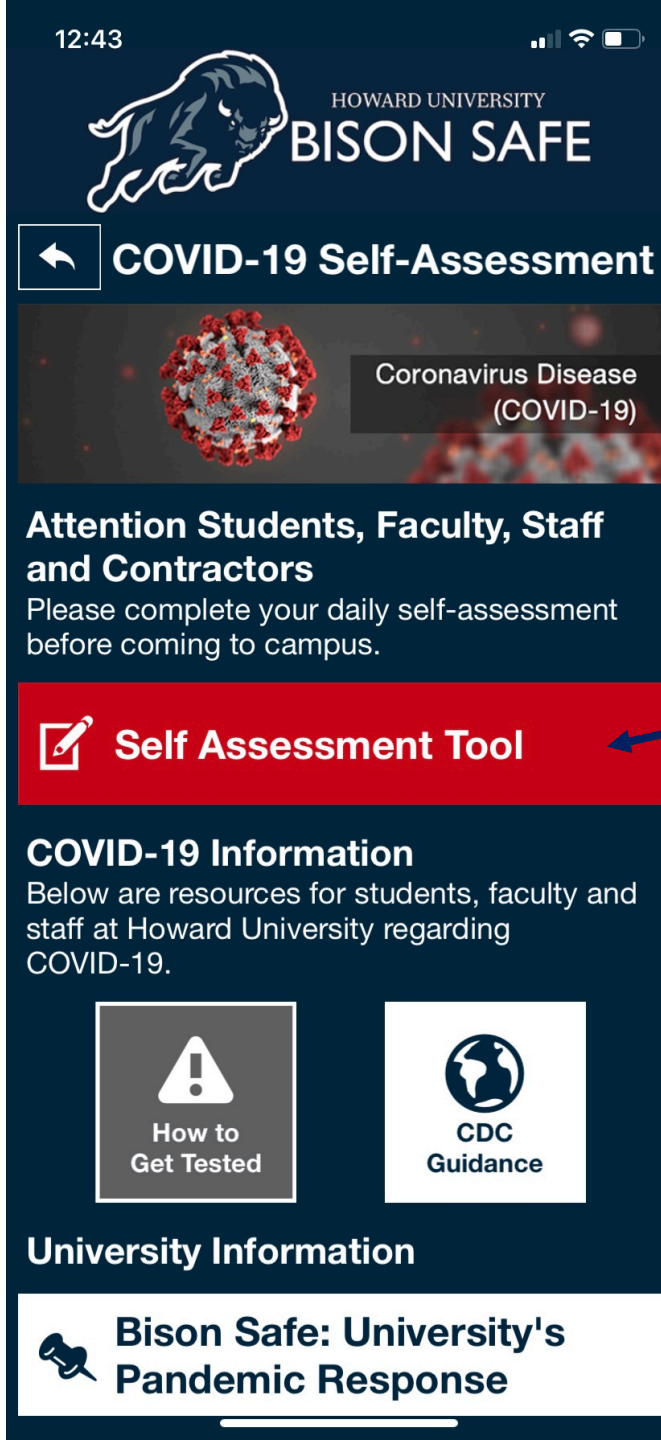 12:43
HOWARD UNIVERSITY
BISON SAFE
COVID-19 Self-Assessment
Coronavirus Disease
(COVID-19)
Attention Students, Faculty, Staff
and Contractors
Please complete your daily self-assessment
before coming to campus.
Self Assessment Tool
COVID-19 Information
Below are resources for students, faculty and
staff at Howard University regarding
COVID-19.
How to
Get Tested
CDC
Guidance
University Information
Bison Safe: University's
Pandemic Response